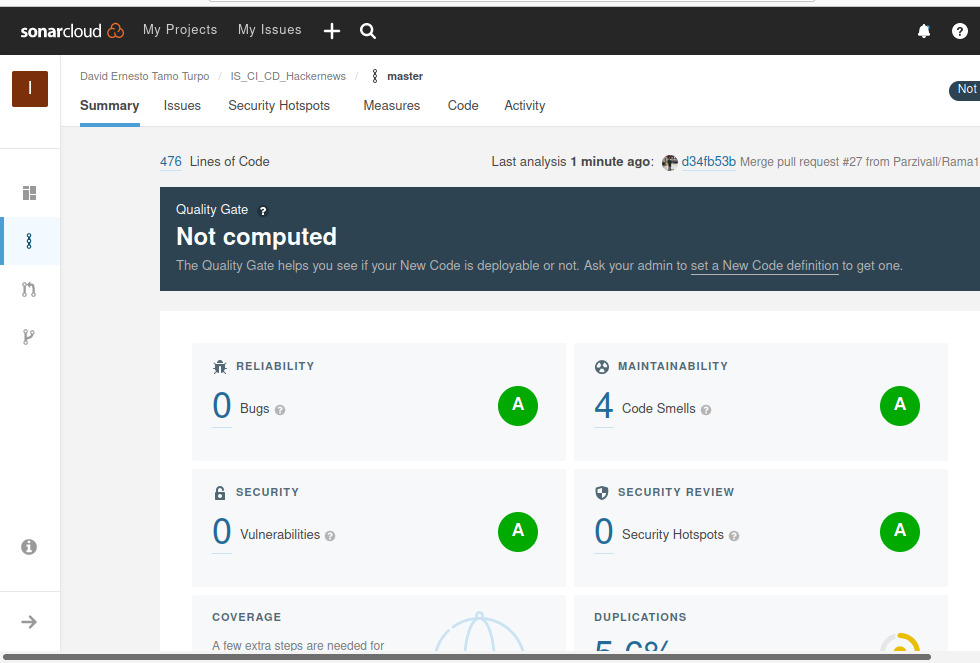 sonarcloud My Projects My Issues
I
David Ernesto Tamo Turpo / IS_CI_CD_Hackernews / master
Not
Summary Issues Security Hotspots Measures Code Activity
476 Lines of Code
Last analysis 1 minute ago: d34fb53b Merge pull request #27 from Parzivall/Rama1
Quality Gate ?
Not computed
The Quality Gate helps you see if your New Code is deployable or not. Ask your admin to set a New Code definition to get one.
RELIABILITY
0 Bugs ?
A
MAINTAINABILITY
4 Code Smells ?
A
SECURITY
0 Vulnerabilities ?
A
SECURITY REVIEW
0 Security Hotspots ?
A
COVERAGE
A few extra steps are needed for
DUPLICATIONS